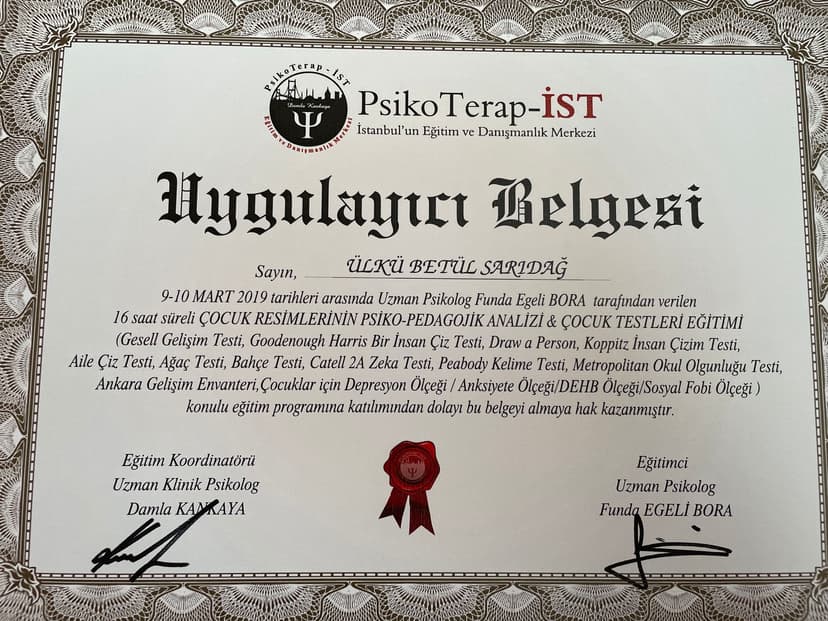 PsikoTerap - İST
Damla Kankaya
Eğitim ve Danışmanlık Merkezi
PsikoTerap-İST
İstanbul'un Eğitim ve Danışmanlık Merkezi
Uygulayıcı Belgesi
Sayın, ÜLKÜ BETÜL SARIDAĞ
9-10 MART 2019 tarihleri arasında Uzman Psikolog Funda Egeli BORA tarafından verilen
16 saat süreli ÇOCUK RESİMLERİNİN PSİKO-PEDAGOJİK ANALİZİ & ÇOCUK TESTLERİ EĞİTİMİ
(Gesell Gelişim Testi, Goodenough Harris Bir İnsan Çiz Testi, Draw a Person, Koppitz İnsan Çizim Testi,
Aile Çiz Testi, Ağaç Testi, Bahçe Testi, Catell 2A Zeka Testi, Peabody Kelime Testi, Metropolitan Okul Olgunluğu Testi,
Ankara Gelişim Envanteri,Çocuklar için Depresyon Ölçeği / Anksiyete Ölçeği/DEHB Ölçeği/Sosyal Fobi Ölçeği )
konulu eğitim programına katılımından dolayı bu belgeyi almaya hak kazanmıştır.
Eğitim Koordinatörü
Uzman Klinik Psikolog
Damla KANKAYA
Eğitimci
Uzman Psikolog
Funda EGELİ BORA